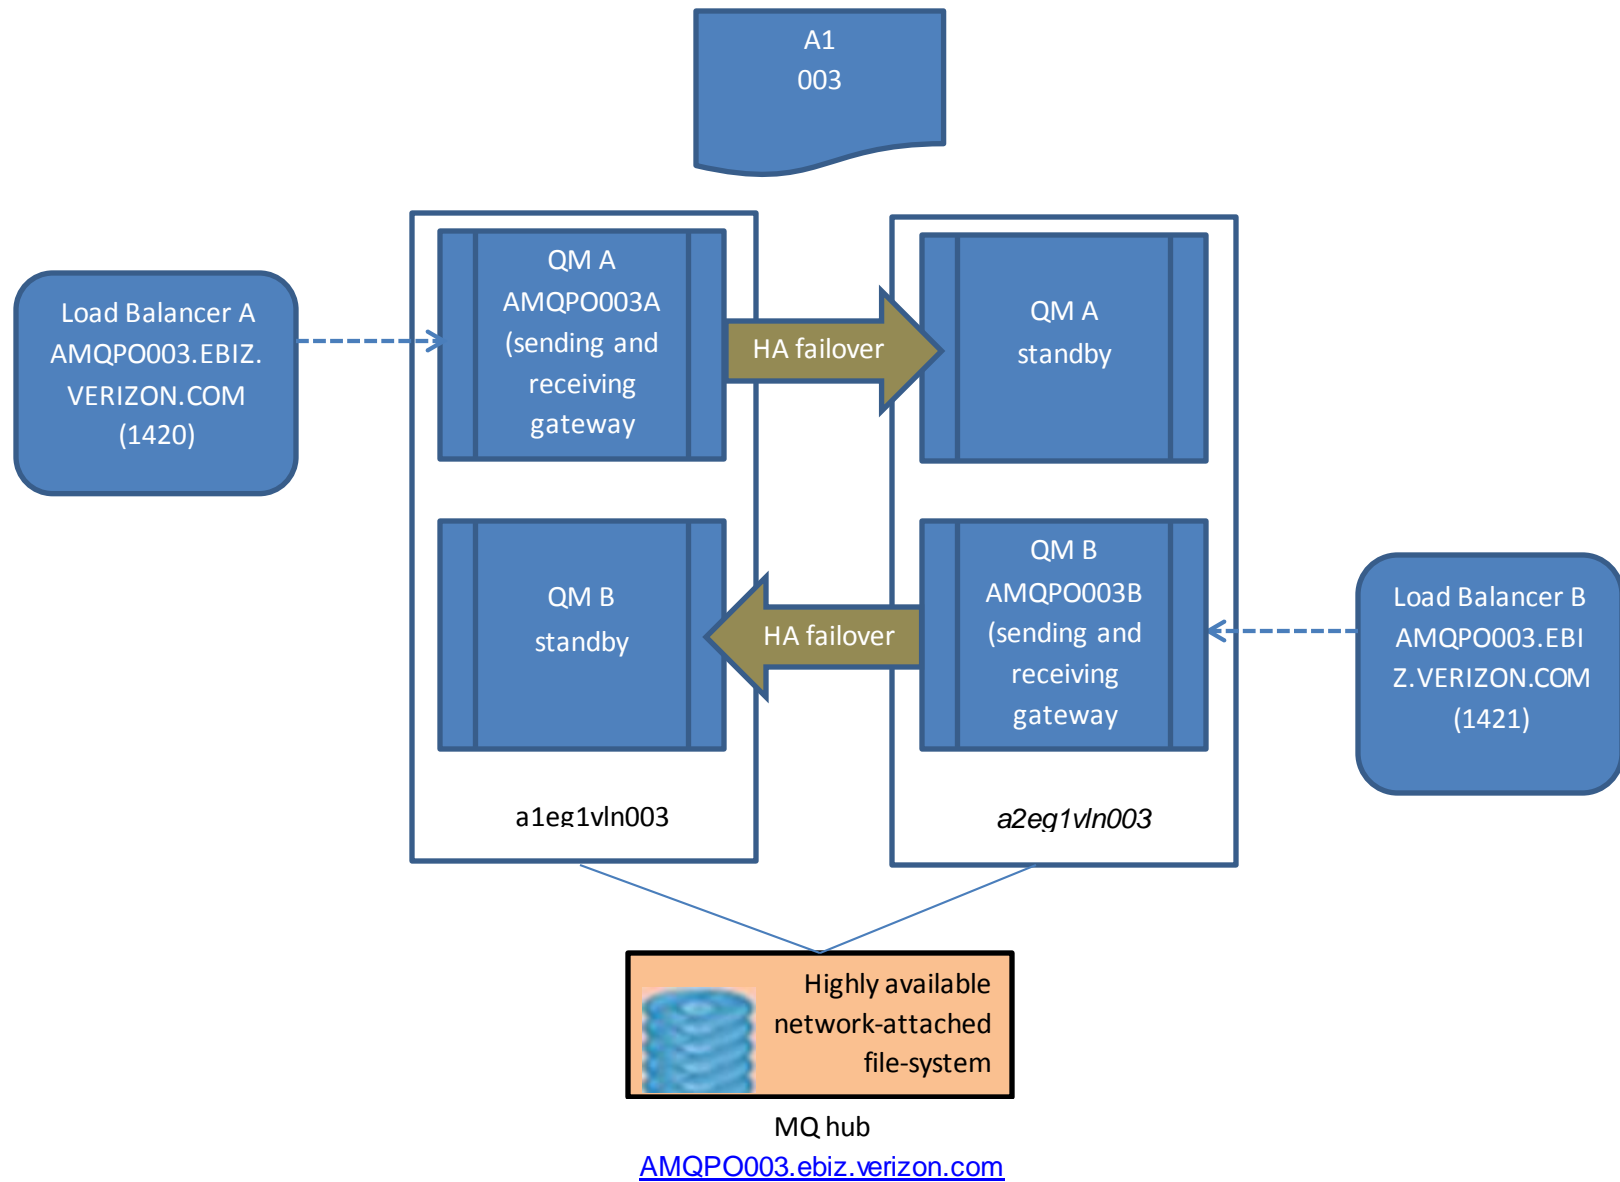 A1
003
Load Balancer A
AMQPO003.EBIZ.
VERIZON.COM
(1420)
QM A
AMQPO003A
(sending and
receiving
gateway
HA failover
QM A
standby
QM B
standby
HA failover
QM B
AMQPO003B
(sending and
receiving
gateway
Load Balancer B
AMQPO003.EBI
Z.VERIZON.COM
(1421)
a1eg1vln003
a2eg1vln003
Highly available
network-attached
file-system
MQ hub
AMQPO003.ebiz.verizon.com